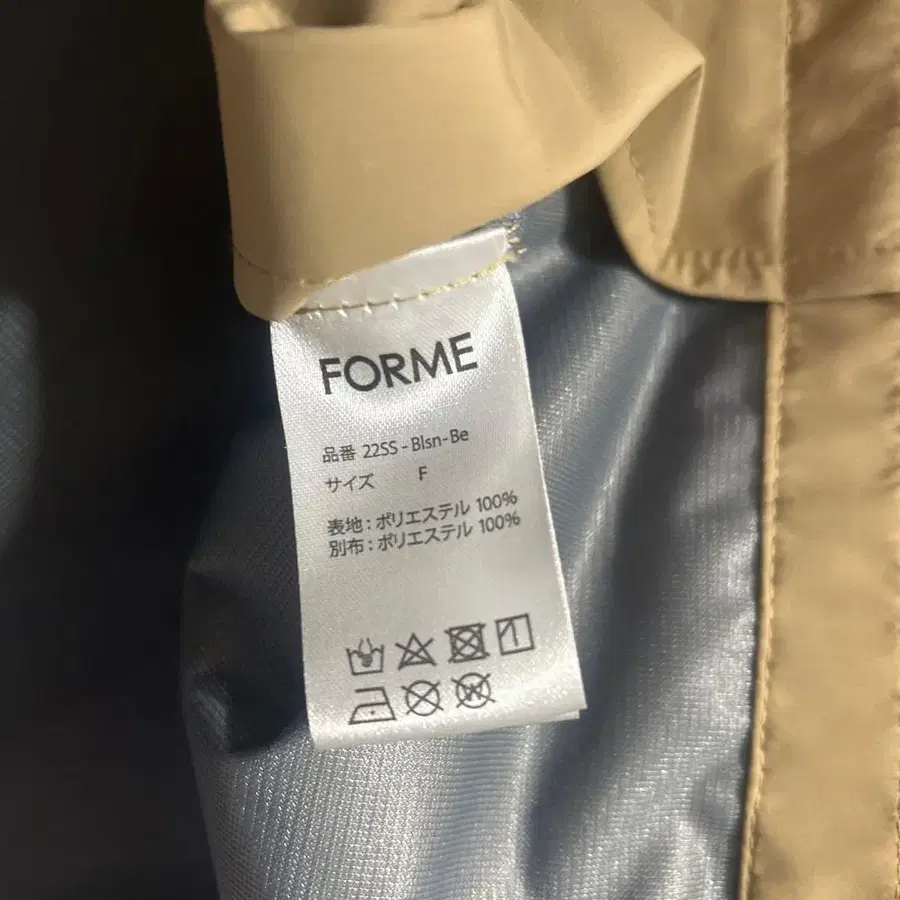 FORME
品番 22SS-Blsn-Be
サイズ F
表地:ポリエステル 100%
別布:ポリエステル 100%